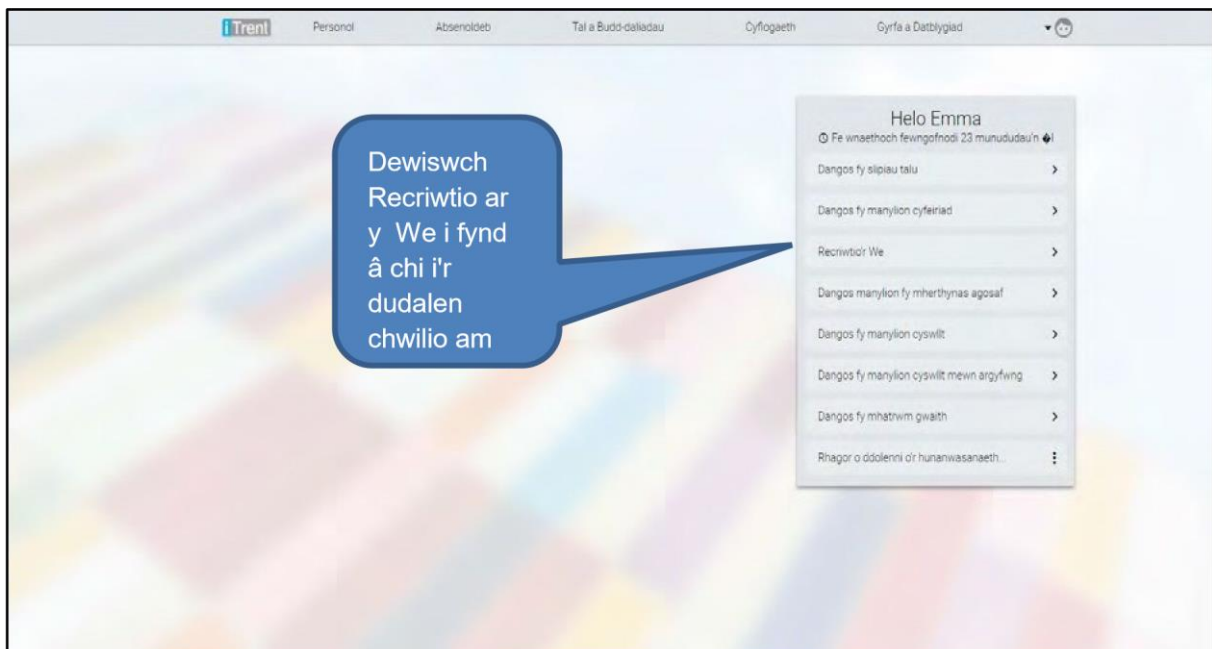 iTrent Personol Absenoldeb Tal a Budd-daliadau Cyflogaeth Gyrfa a Datblygiad
Dewiswch
Recriwtio ar
y We i fynd
â chi i'r
dudalen
chwilio am
Helo Emma
Fe wnaethoch fewngofnodi 23 munududau'n �l
Dangos fy slipiau talu
Dangos fy manylion cyfeiriad
Recriwtio'r We
Dangos manylion fy mherthynas agosaf
Dangos fy manylion cyswllt
Dangos fy manylion cyswllt mewn argyfwng
Dangos fy mhatrwm gwaith
Rhagor o ddolenni o'r hunanwasanaeth...